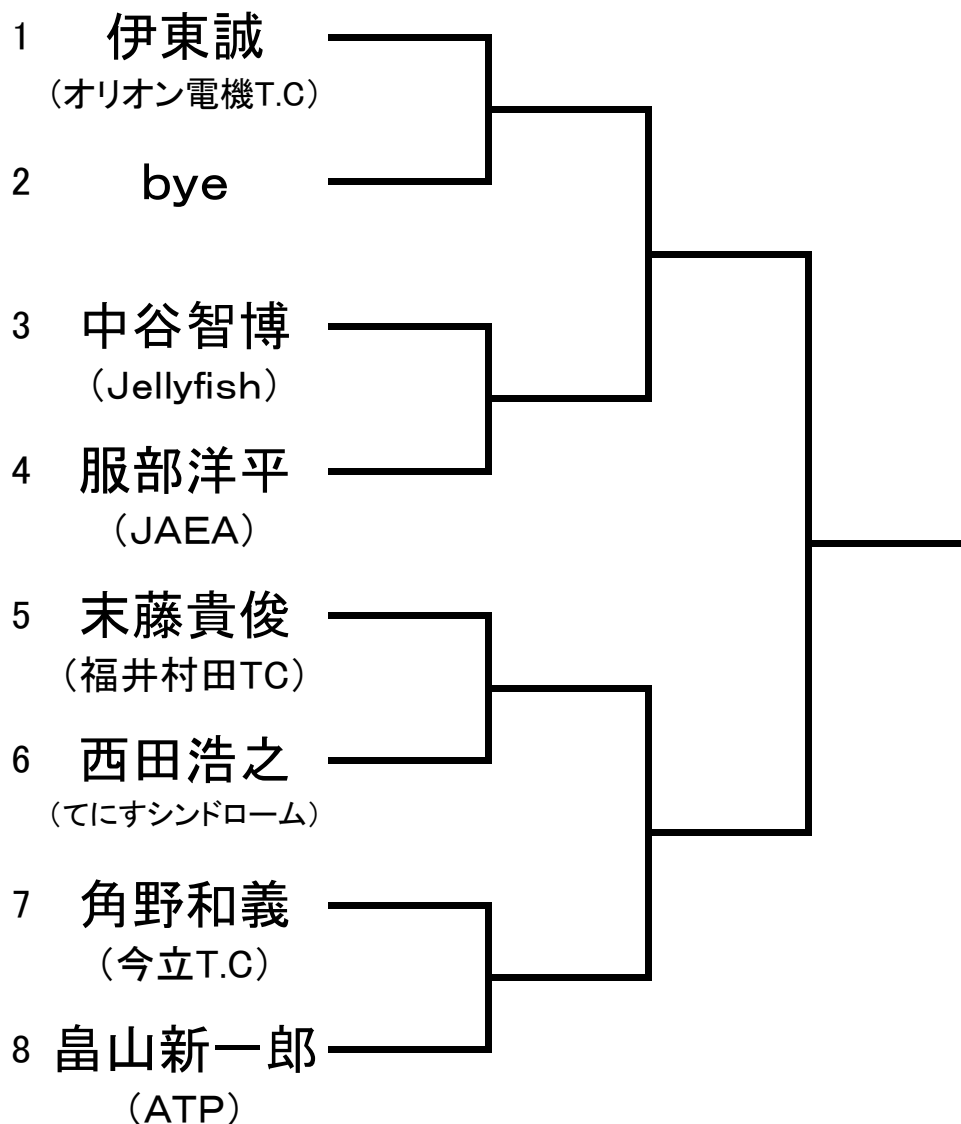 1 伊東誠
（オリオン電機T.C）
2 bye
3 中谷智博
（Jellyfish）
4 服部洋平
（JAEA）
5 末藤貴俊
（福井村田TC）
6 西田浩之
（てにすシンドローム）
7 角野和義
（今立T.C）
8 畠山新一郎
（ATP）